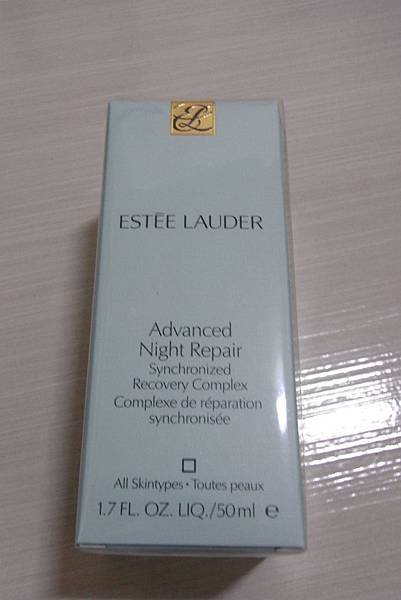 ESTĒE LAUDER
Advanced
Night Repair
Synchronized
Recovery Complex
Complexe de réparation
synchronisée
All Skintypes • Toutes peaux
1.7 FL. OZ. LIQ./50ml ℮